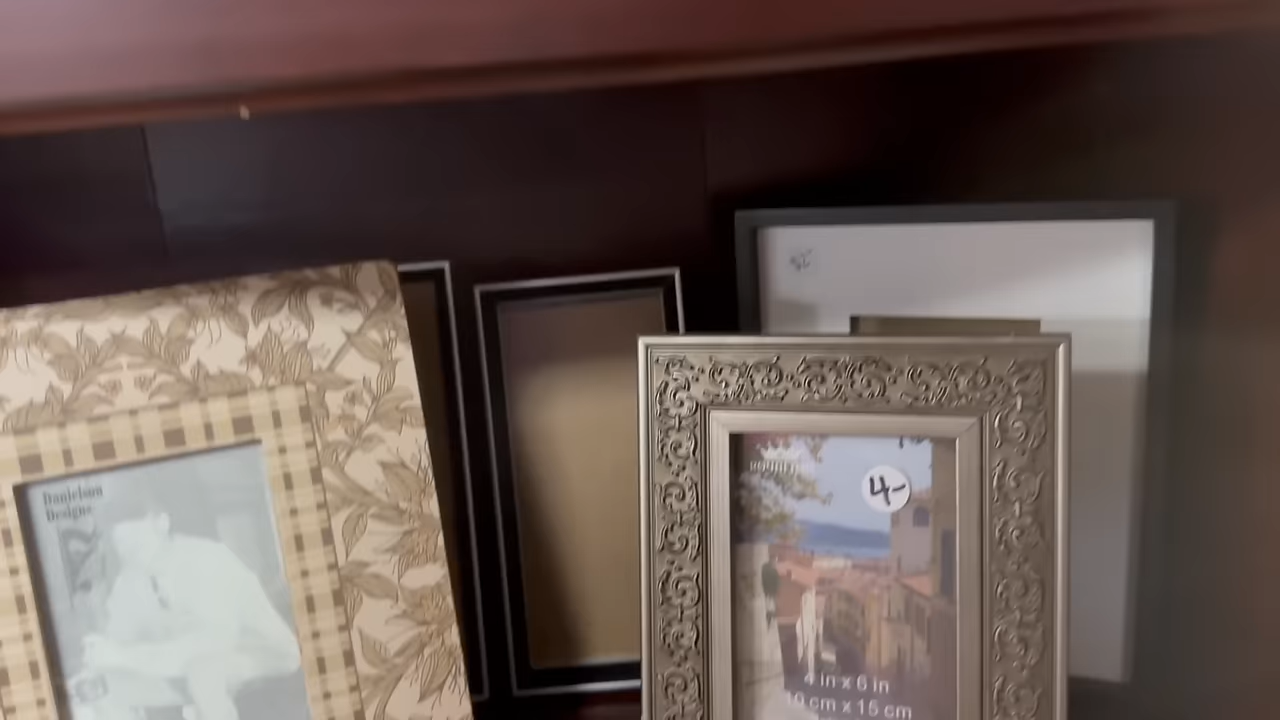 Danielson
Designs
4-
4 in x 6 in
10 cm x 15 cm